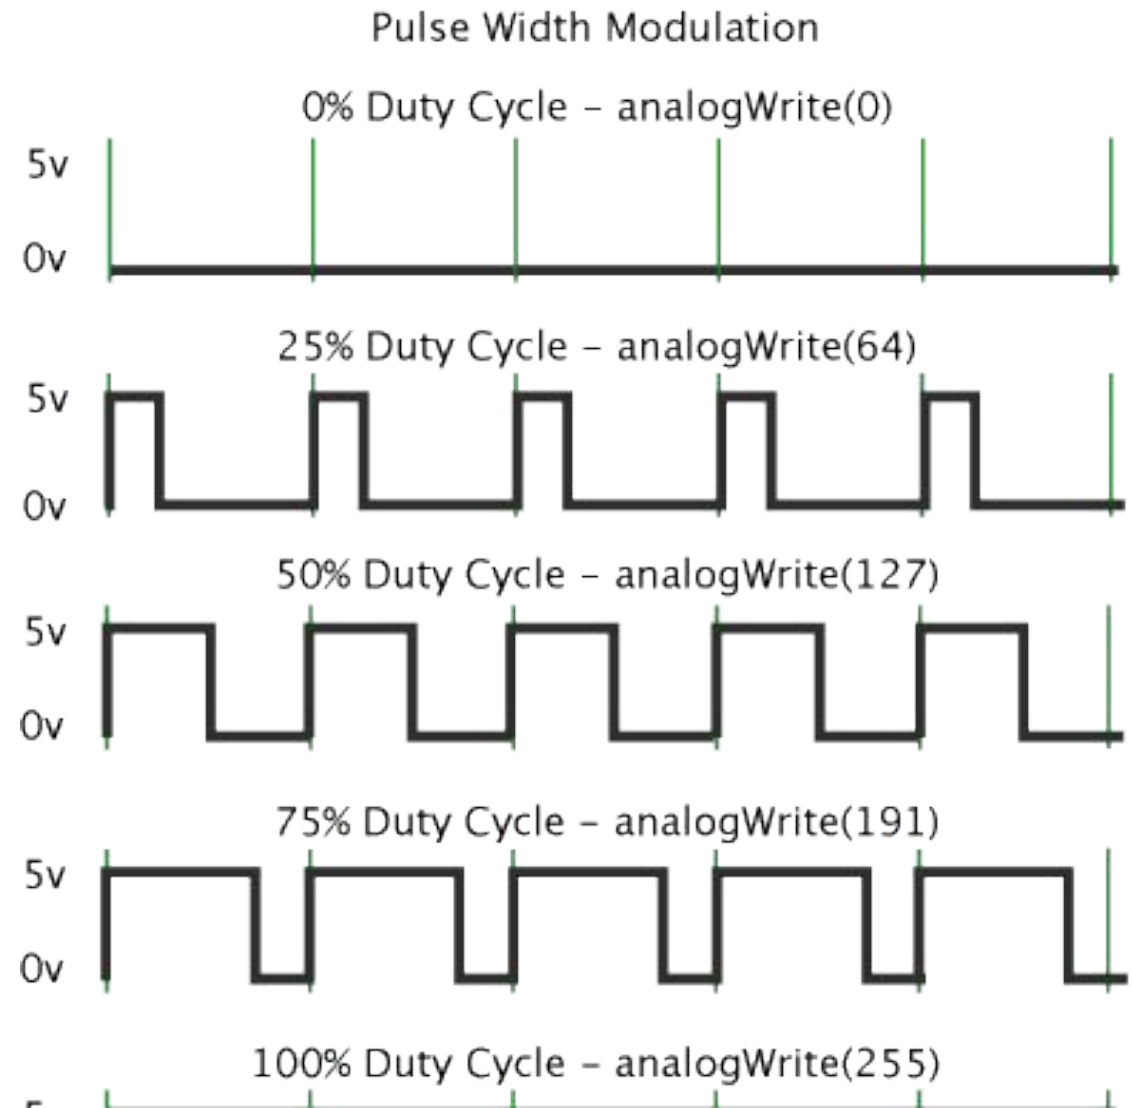 Pulse Width Modulation
0% Duty Cycle – analogWrite(0)
5v
0v
25% Duty Cycle – analogWrite(64)
5v
0v
50% Duty Cycle – analogWrite(127)
5v
0v
75% Duty Cycle – analogWrite(191)
5v
0v
100% Duty Cycle – analogWrite(255)